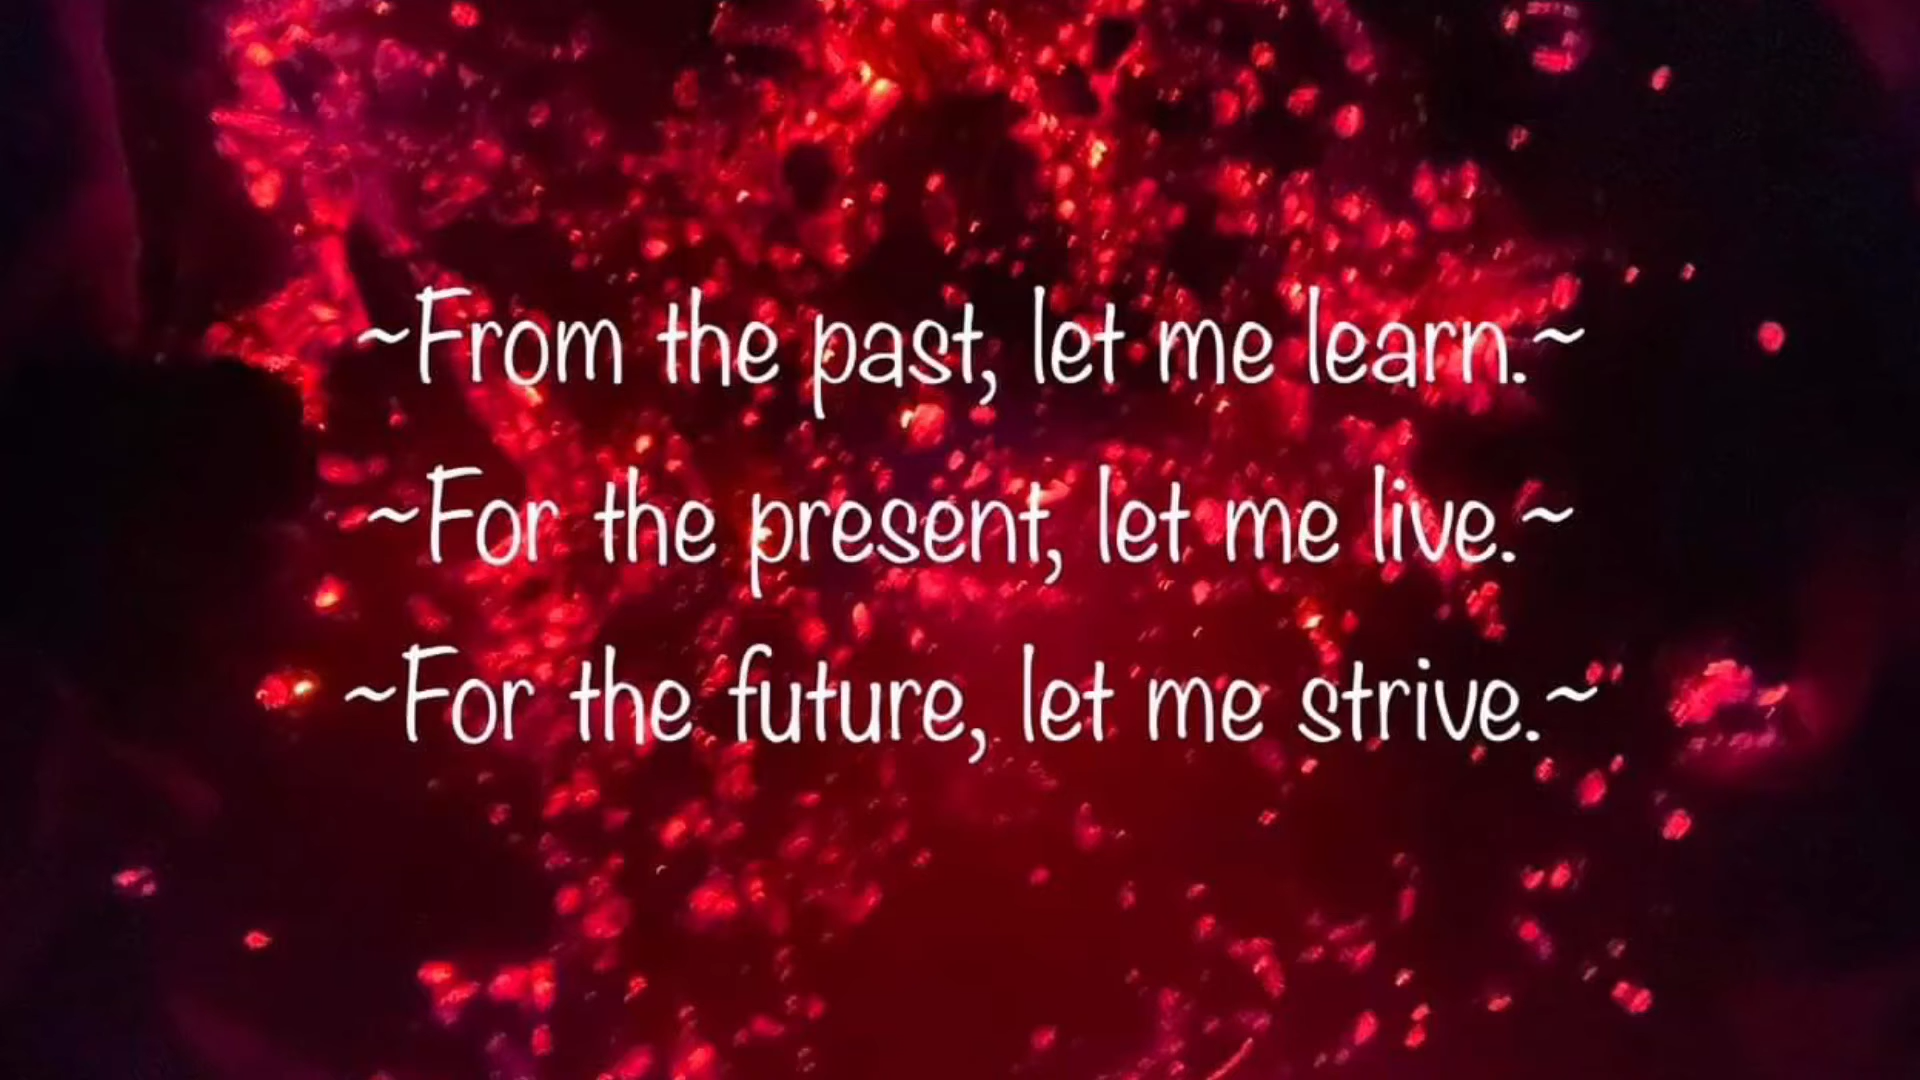 ~From the past, let me learn.~
~For the present, let me live.~
~For the future, let me strive.~